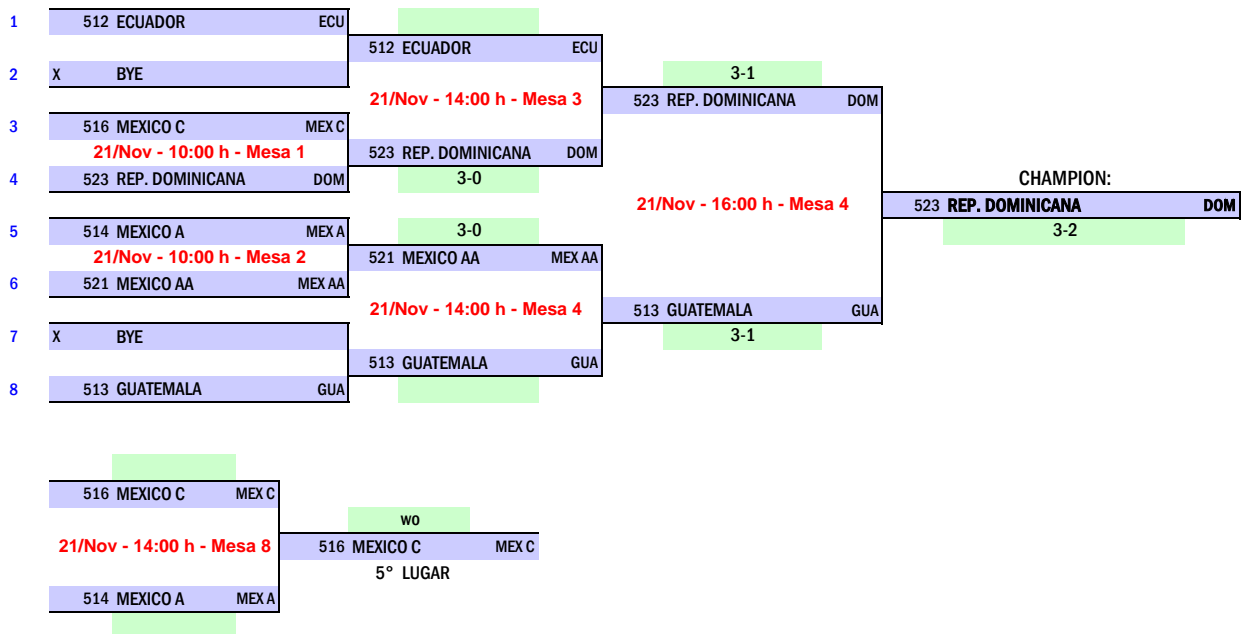 1 512 ECUADOR ECU
512 ECUADOR ECU
2 X BYE
3-1
21/Nov - 14:00 h - Mesa 3
523 REP. DOMINICANA DOM
3 516 MEXICO C MEX C
21/Nov - 10:00 h - Mesa 1
523 REP. DOMINICANA DOM
4 523 REP. DOMINICANA DOM
3-0
CHAMPION:
21/Nov - 16:00 h - Mesa 4
523 REP. DOMINICANA DOM
5 514 MEXICO A MEX A
3-0
3-2
21/Nov - 10:00 h - Mesa 2
521 MEXICO AA MEX AA
6 521 MEXICO AA MEX AA
21/Nov - 14:00 h - Mesa 4
513 GUATEMALA GUA
7 X BYE
3-1
513 GUATEMALA GUA
8 513 GUATEMALA GUA
516 MEXICO C MEX C
wo
21/Nov - 14:00 h - Mesa 8
516 MEXICO C MEX C
5° LUGAR
514 MEXICO A MEX A